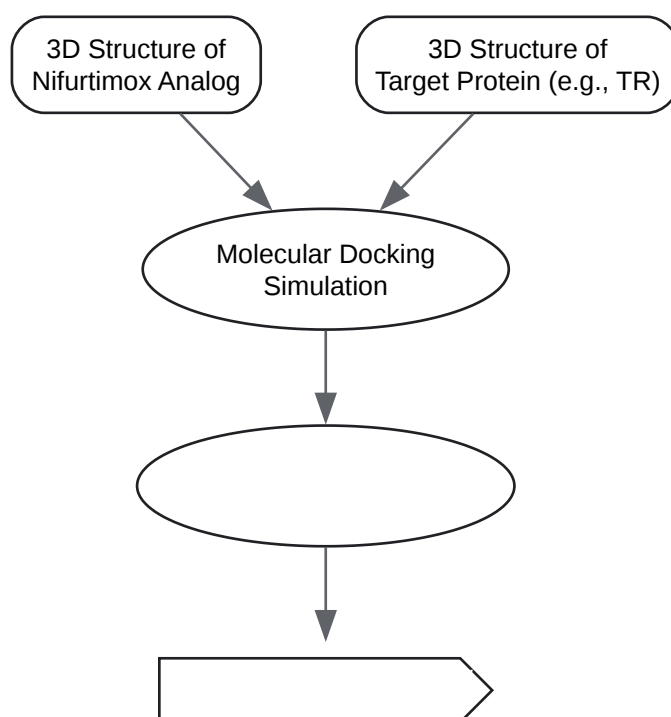 3D Structure of
Nifurtimox Analog
3D Structure of
Target Protein (e.g., TR)
Molecular Docking
Simulation